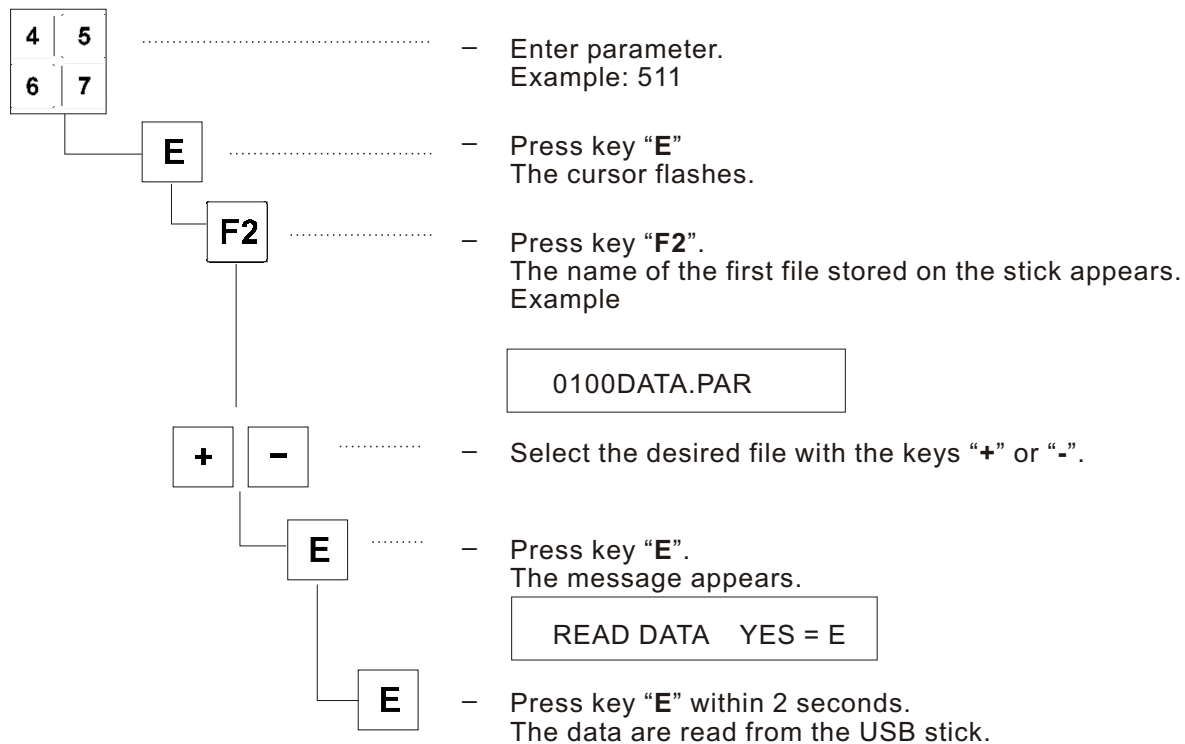 4 5
6 7
– Enter parameter.
Example: 511
E
– Press key “E”
The cursor flashes.
F2
– Press key “F2”.
The name of the first file stored on the stick appears.
Example
0100DATA.PAR
+ -
– Select the desired file with the keys “+” or “-”.
E
– Press key “E”.
The message appears.
READ DATA YES = E
E
– Press key “E” within 2 seconds.
The data are read from the USB stick.